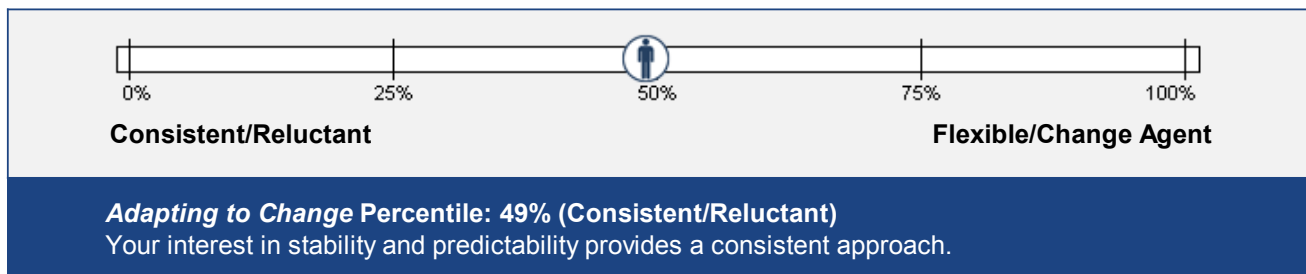 0% 25% 50% 75% 100%
Consistent/Reluctant Flexible/Change Agent
Adapting to Change Percentile: 49% (Consistent/Reluctant)
Your interest in stability and predictability provides a consistent approach.